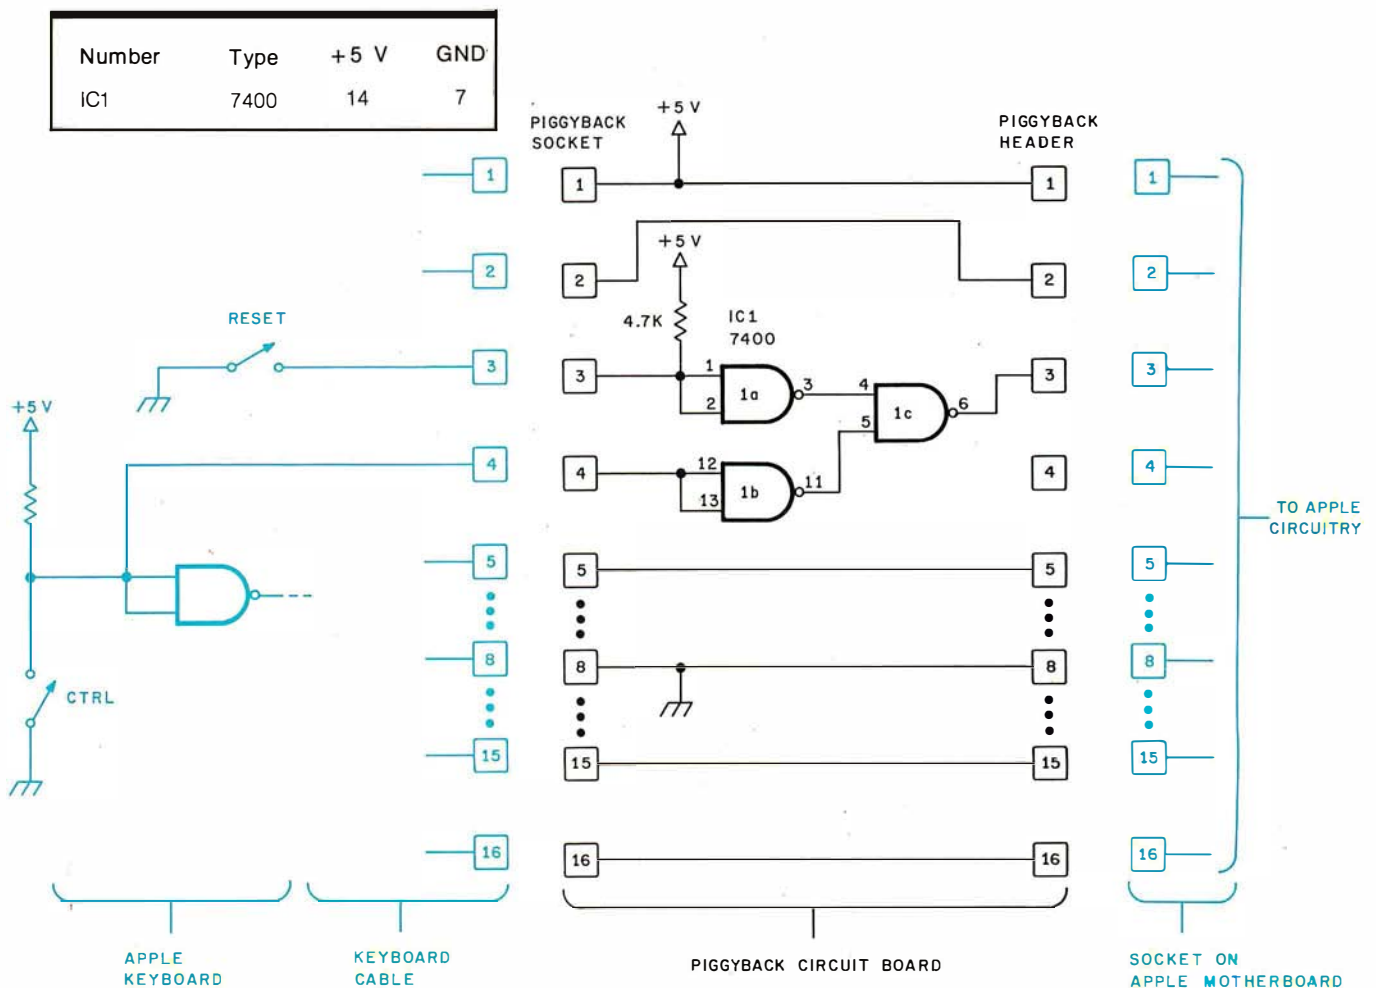 Number Type +5 V GND
IC1 7400 14 7
PIGGYBACK
SOCKET
+5 V
PIGGYBACK
HEADER
1 1 1 1
+5 V
2 2 2 2
RESET
4.7K
IC1
7400
3 3 1 2 1a 3 4 5 1c 6 3 3
+5 V
4 4 12 13 1b 11 4 4
TO APPLE
CIRCUITRY
5 5 5 5
8 8 8 8
CTRL
15 15 15 15
16 16 16 16
APPLE
KEYBOARD
KEYBOARD
CABLE
PIGGYBACK CIRCUIT BOARD
SOCKET ON
APPLE MOTHERBOARD